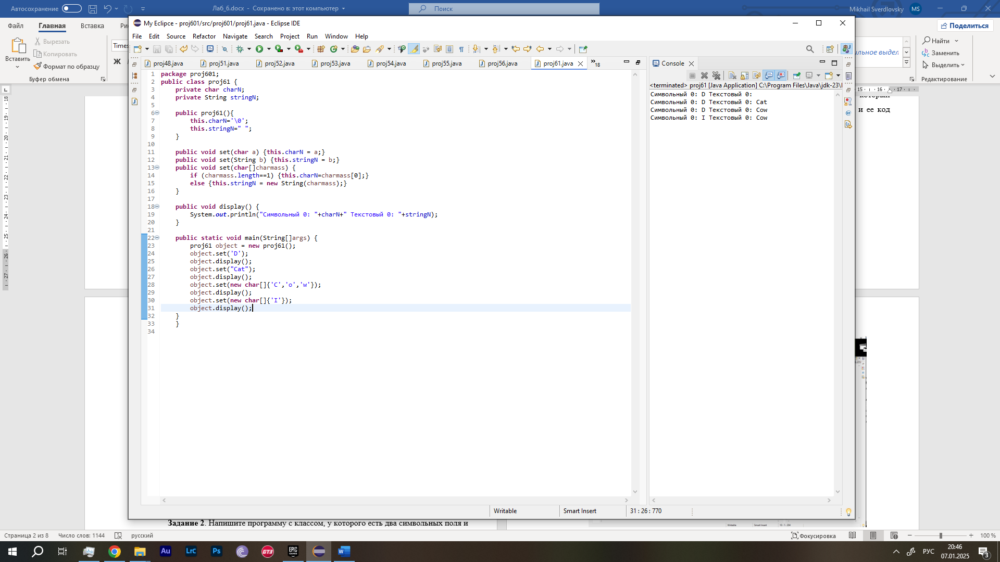 Автосохранение
Лаб_6.docx - Сохранено в: этот компьютер
Поиск
Mikhail Sverdlovsky
MS
Файл
Главная
Вставка
Поделиться
Вставить
Вырезать
Копировать
Формат по образцу
Буфер обмена
Times
Ж
Найти
Заменить
Выделить
Редактирование
My Eclipce - proj601/src/proj601/proj61.java - Eclipse IDE
File Edit Source Refactor Navigate Search Project Run Window Help
proj48.java proj51.java proj52.java proj53.java proj54.java proj55.java proj56.java proj61.java »18
1 package proj601;
2 public class proj61 {
3 private char charN;
4 private String stringN;
5
6 public proj61(){
7 this.charN='\0';
8 this.stringN=" ";
9 }
10
11 public void set(char a) {this.charN = a;}
12 public void set(String b) {this.stringN = b;}
13 public void set(char[]charmass) {
14 if (charmass.length==1) {this.charN=charmass[0];}
15 else {this.stringN = new String(charmass);}
16 }
17
18 public void display() {
19 System.out.println("Символьный 0: "+charN+" Текстовый 0: "+stringN);
20 }
21
22 public static void main(String[]args) {
23 proj61 object = new proj61();
24 object.set('D');
25 object.display();
26 object.set("Cat");
27 object.display();
28 object.set(new char[]{'C','o','w'});
29 object.display();
30 object.set(new char[]{'I'});
31 object.display();
32 }
33 }
34
Console
<terminated> proj61 [Java Application] C:\Program Files\Java\jdk-23\
Символьный 0: D Текстовый 0:
Символьный 0: D Текстовый 0: Cat
Символьный 0: D Текстовый 0: Cow
Символьный 0: I Текстовый 0: Cow
Writable
Smart Insert
31 : 26 : 770
и ее код
Задание 2. Напишите программу с классом, у которого есть два символьных поля и
Страница 2 из 8
Число слов: 1144
русский
Фокусировка
100 %
Au
Lrc
Ps
GT3
EPIC GAMES
РУС
20:46
07.01.2025
3